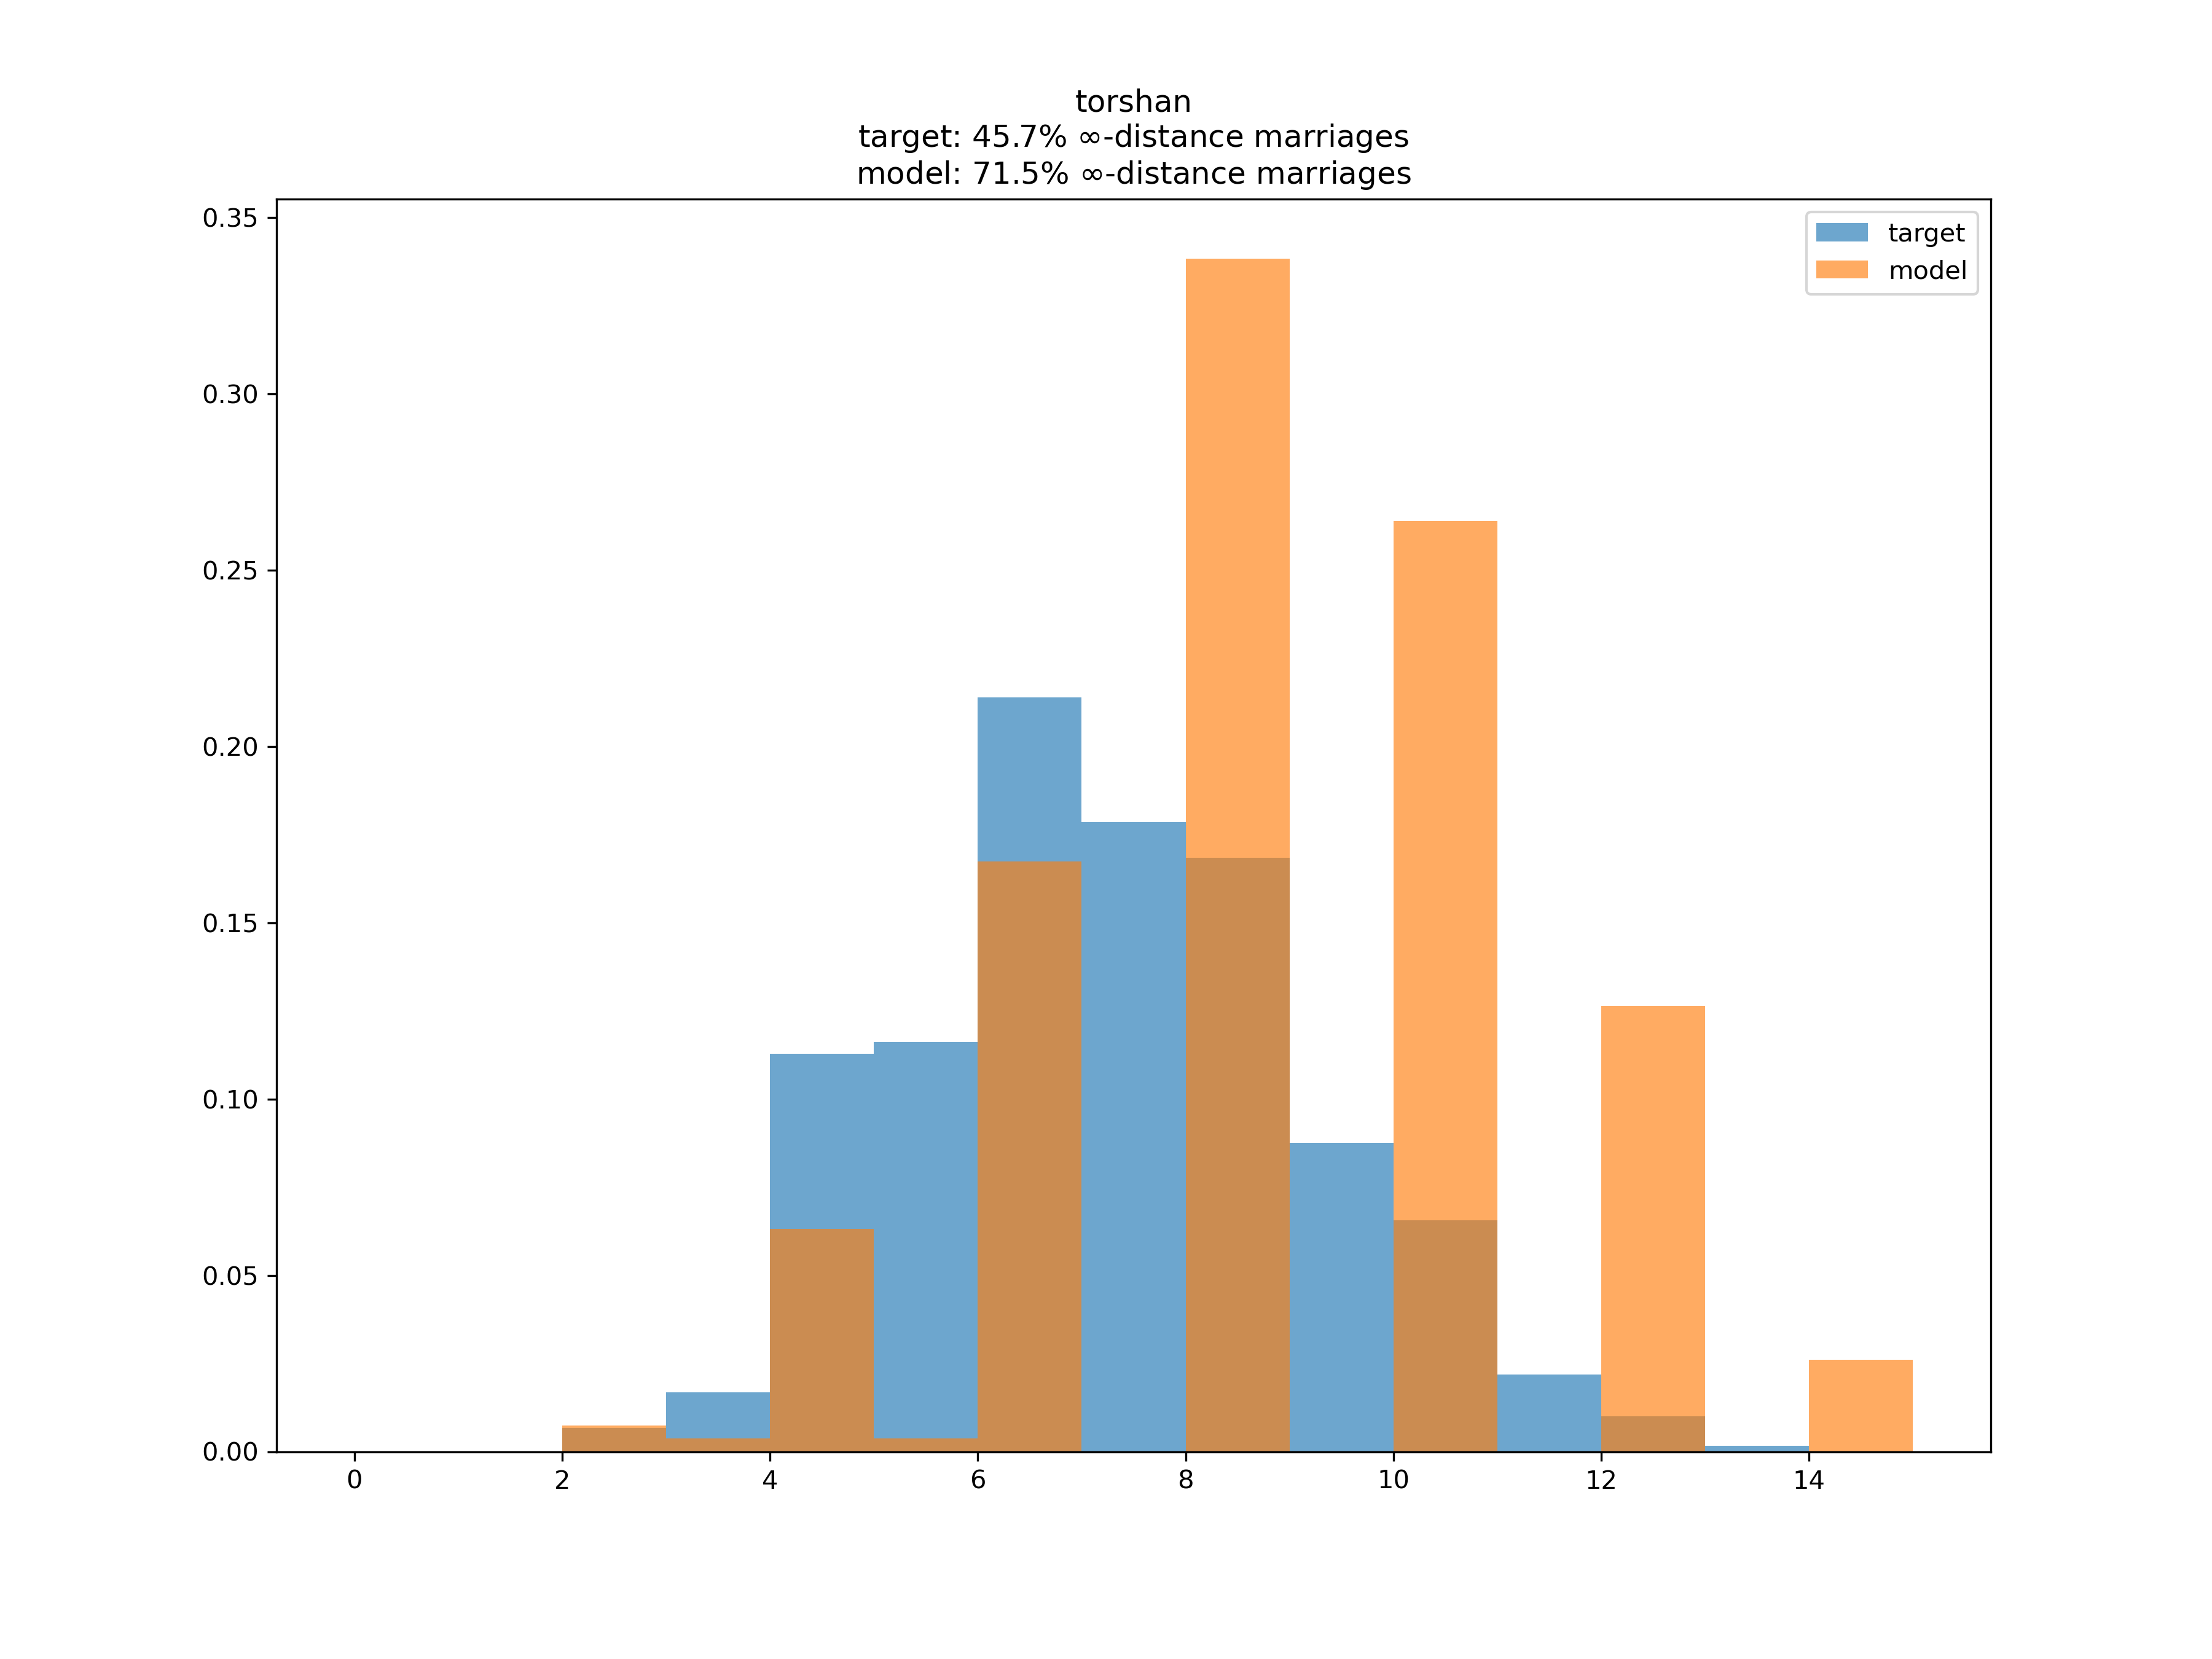 torshan
target: 45.7% ∞-distance marriages
model: 71.5% ∞-distance marriages
target
model
0.35
0.30
0.25
0.20
0.15
0.10
0.05
0.00
0 2 4 6 8 10 12 14